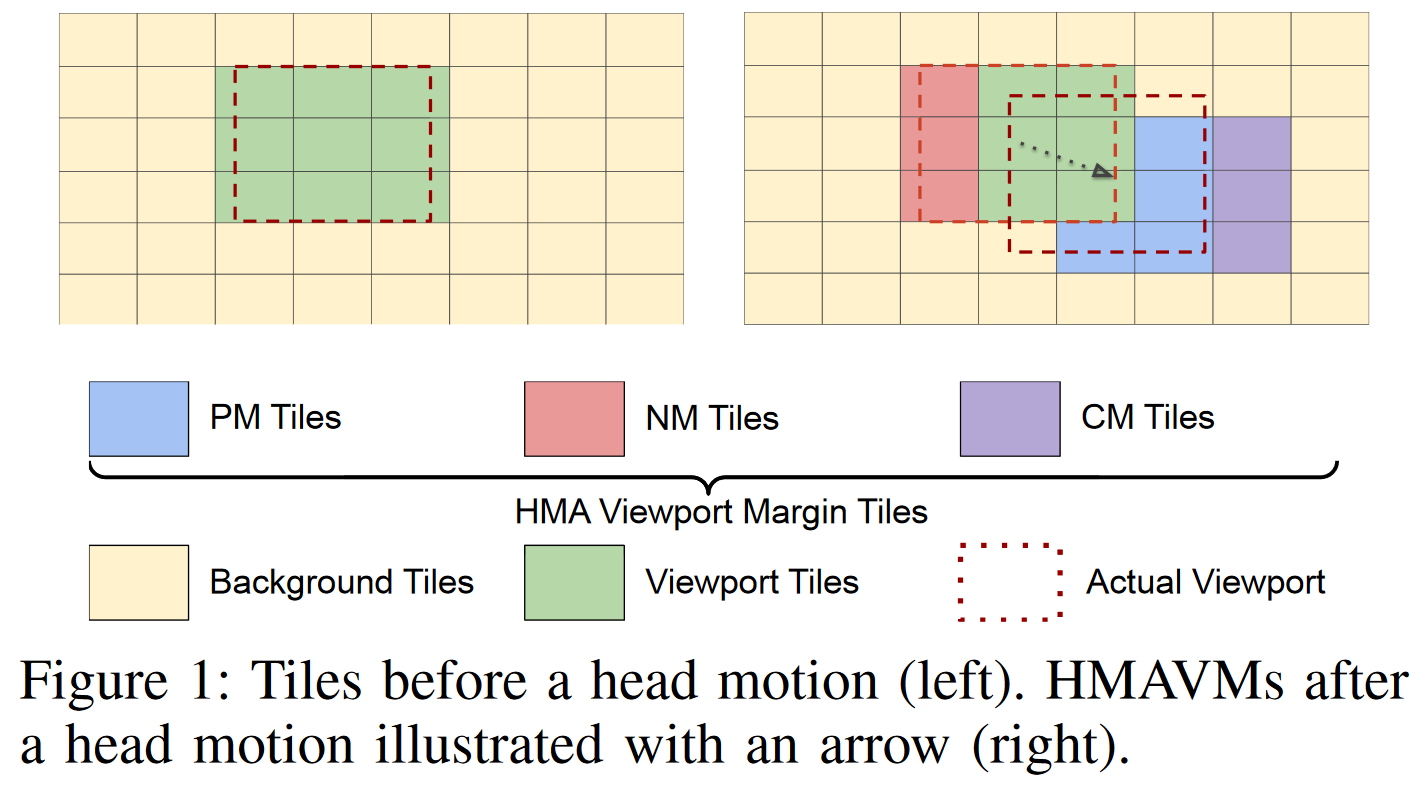 PM Tiles
NM Tiles
CM Tiles
HMA Viewport Margin Tiles
Background Tiles
Viewport Tiles
Actual Viewport
Figure 1: Tiles before a head motion (left). HMAVMs after
a head motion illustrated with an arrow (right).